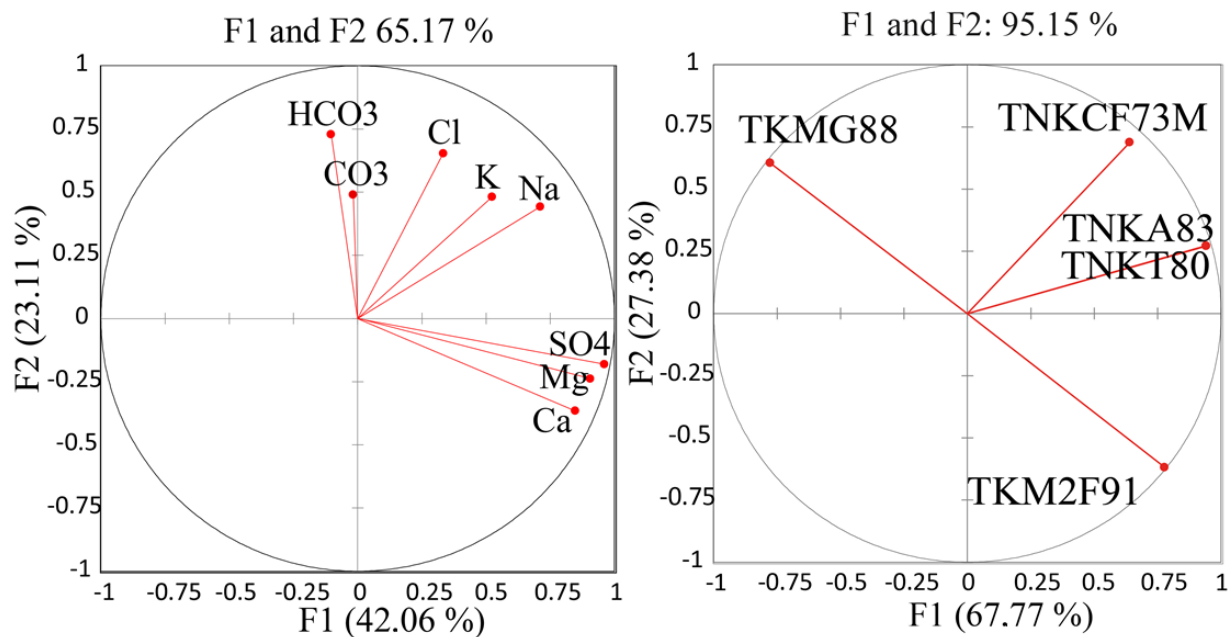 F1 and F2 65.17 %
1
0.75
0.5
0.25
0
-0.25
-0.5
-0.75
-1
F2 (23.11 %)
HCO3
Cl
CO3
K
Na
SO4
Mg
Ca
-1 -0.75 -0.5 -0.25 0 0.25 0.5 0.75 1
F1 (42.06 %)
F1 and F2: 95.15 %
1
0.75
0.5
0.25
0
-0.25
-0.5
-0.75
-1
F2 (27.38 %)
TKMG88
TNKCF73M
TNKA83
TNKT80
TKM2F91
-1 -0.75 -0.5 -0.25 0 0.25 0.5 0.75 1
F1 (67.77 %)